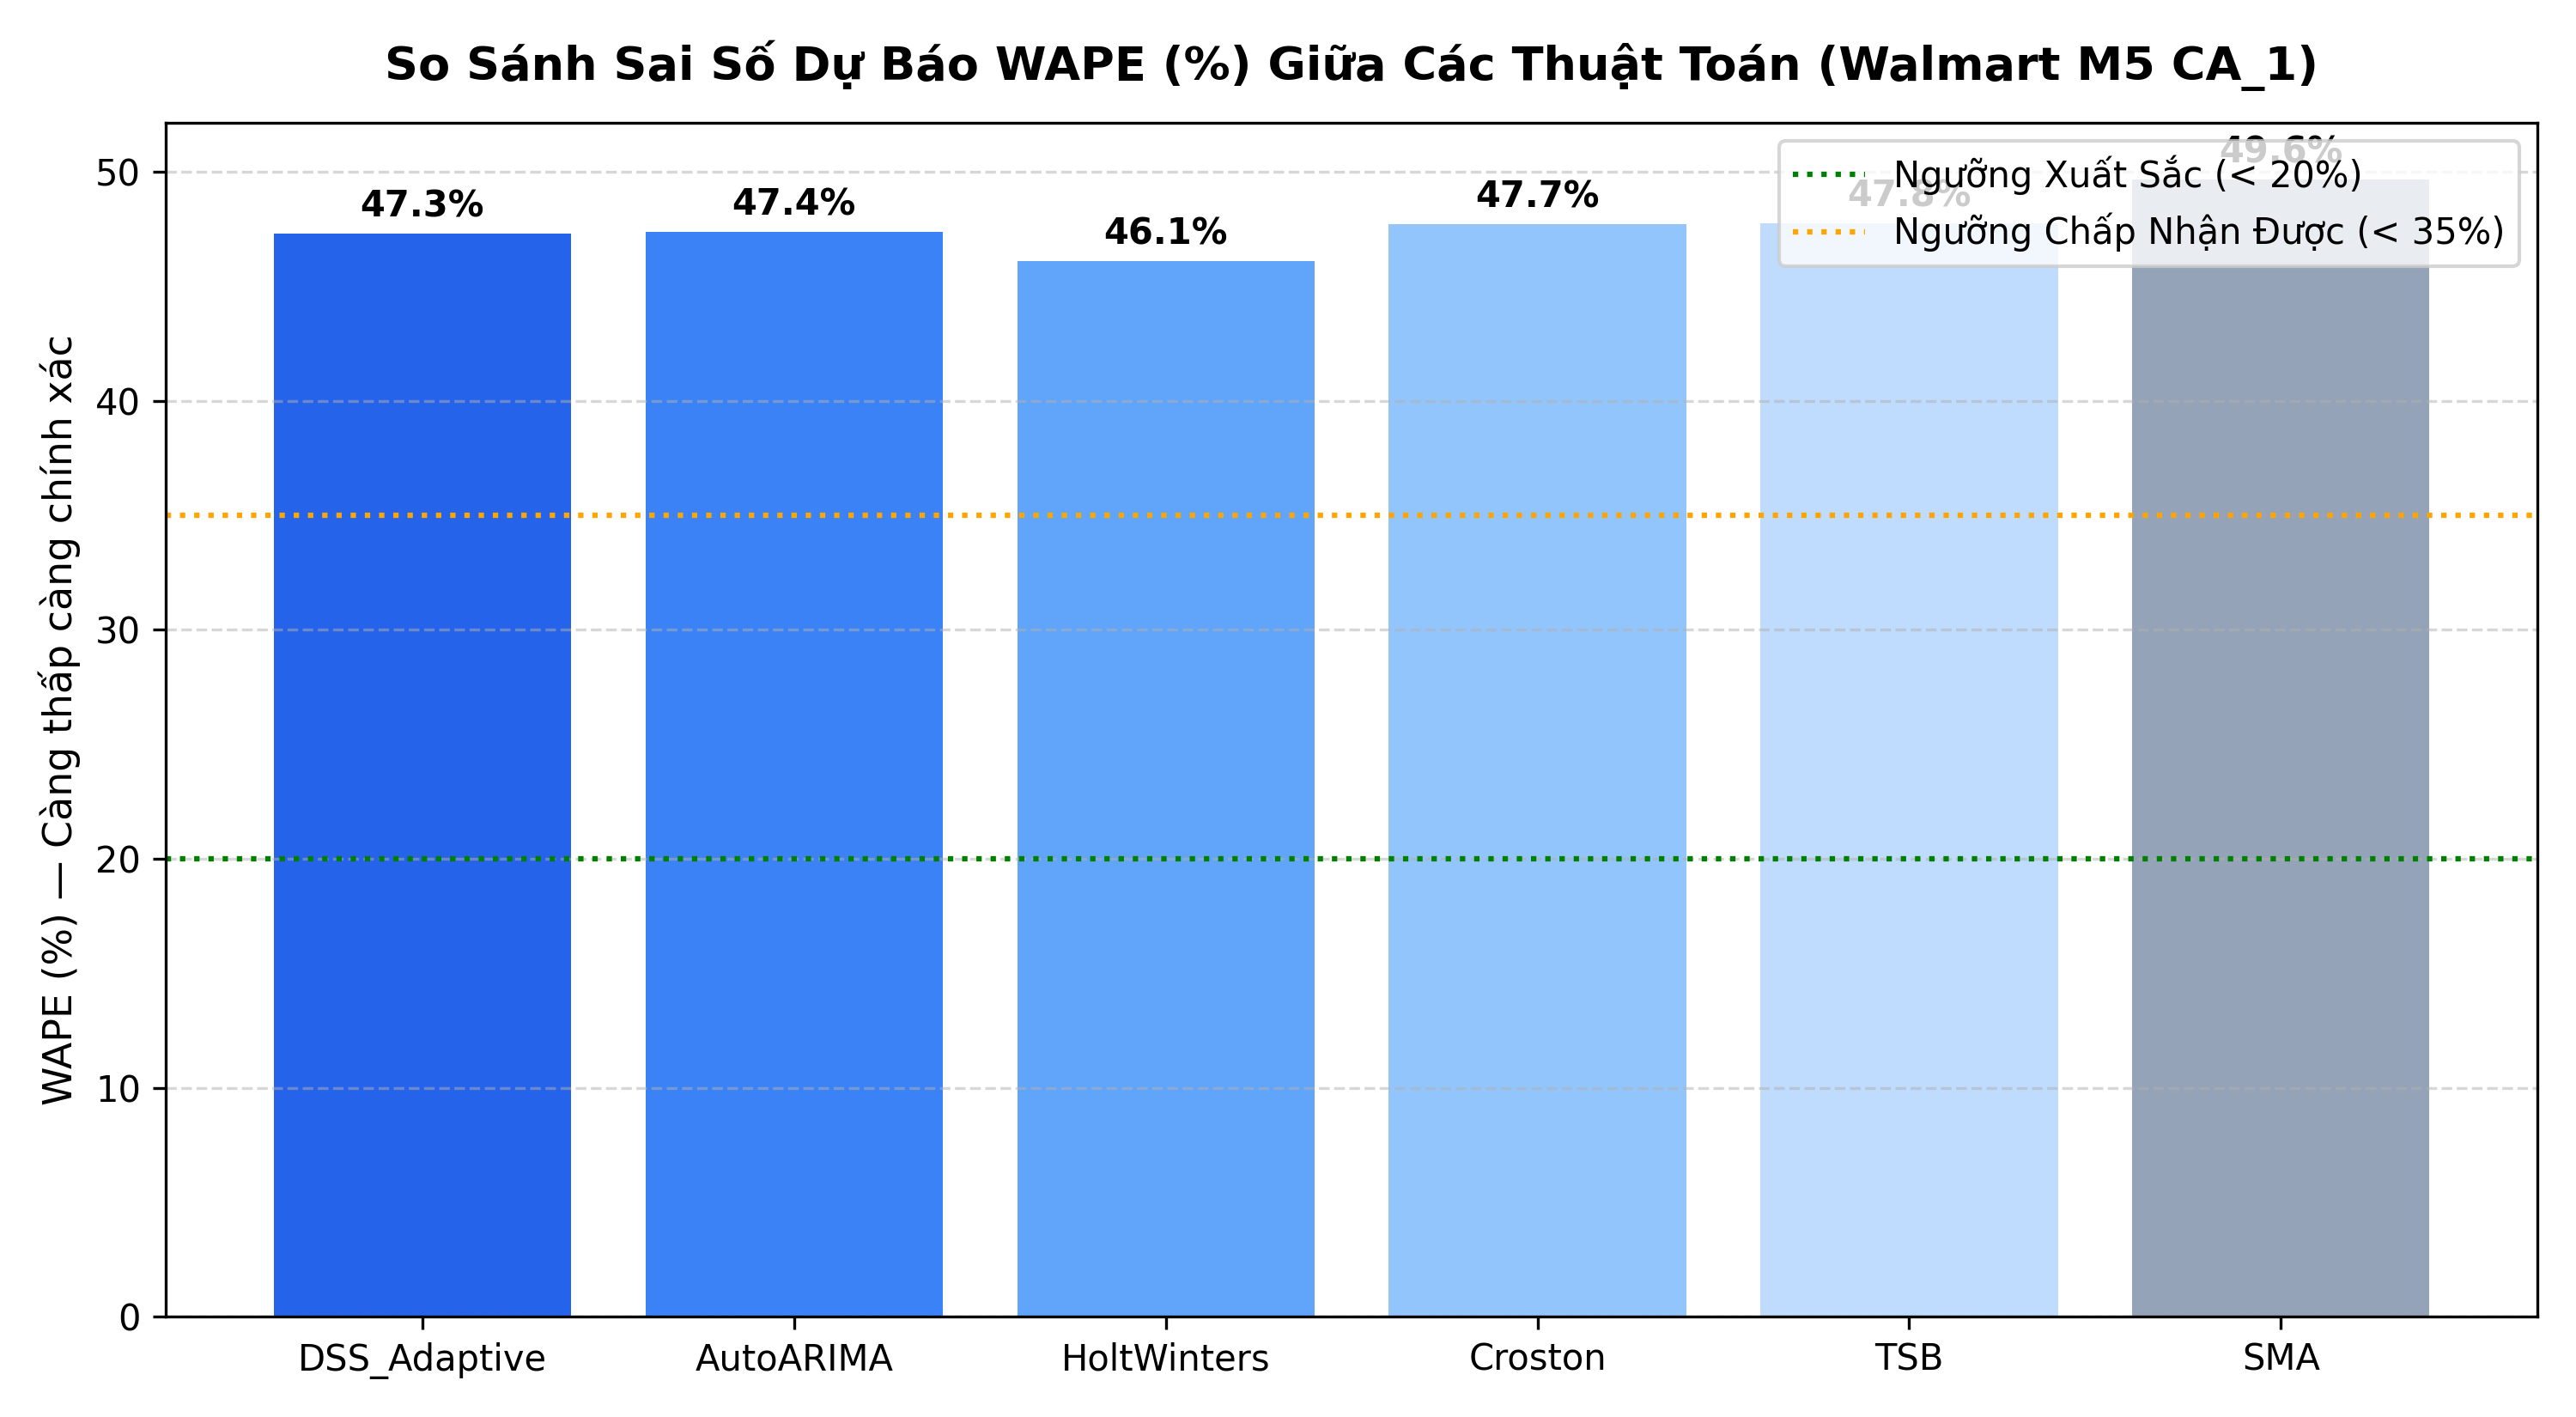 So Sánh Sai Số Dự Báo WAPE (%) Giữa Các Thuật Toán (Walmart M5 CA_1)
WAPE (%) — Càng thấp càng chính xác
50
40
30
20
10
0
47.3%
47.4%
46.1%
47.7%
47.8%
49.6%
Ngưỡng Xuất Sắc (< 20%)
Ngưỡng Chấp Nhận Được (< 35%)
DSS_Adaptive
AutoARIMA
HoltWinters
Croston
TSB
SMA